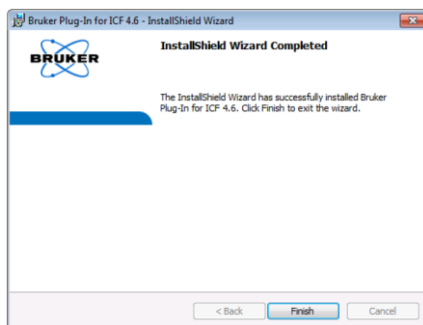 Bruker Plug-In for ICF 4.6 - InstallShield Wizard
BRUKER
InstallShield Wizard Completed
The InstallShield Wizard has successfully installed Bruker
Plug-In for ICF 4.6. Click Finish to exit the wizard.
< Back
Finish
Cancel